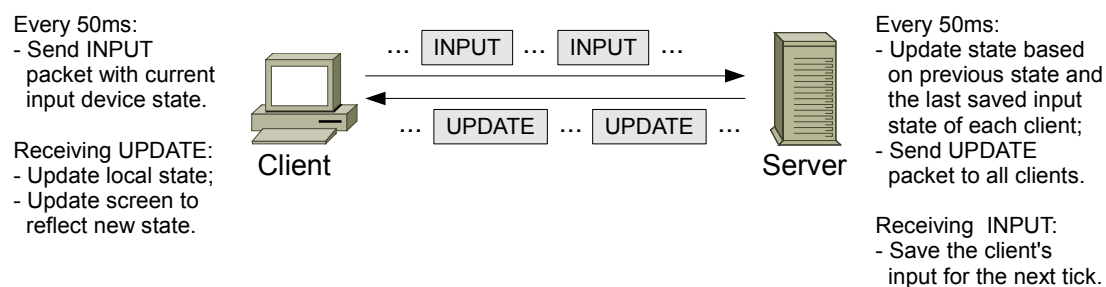 Every 50ms:
- Send INPUT
packet with current
input device state.
Receiving UPDATE:
- Update local state;
- Update screen to
reflect new state.
... INPUT ... INPUT ...
... UPDATE ... UPDATE ...
Client
Server
Every 50ms:
- Update state based
on previous state and
the last saved input
state of each client;
- Send UPDATE
packet to all clients.
Receiving INPUT:
- Save the client's
input for the next tick.